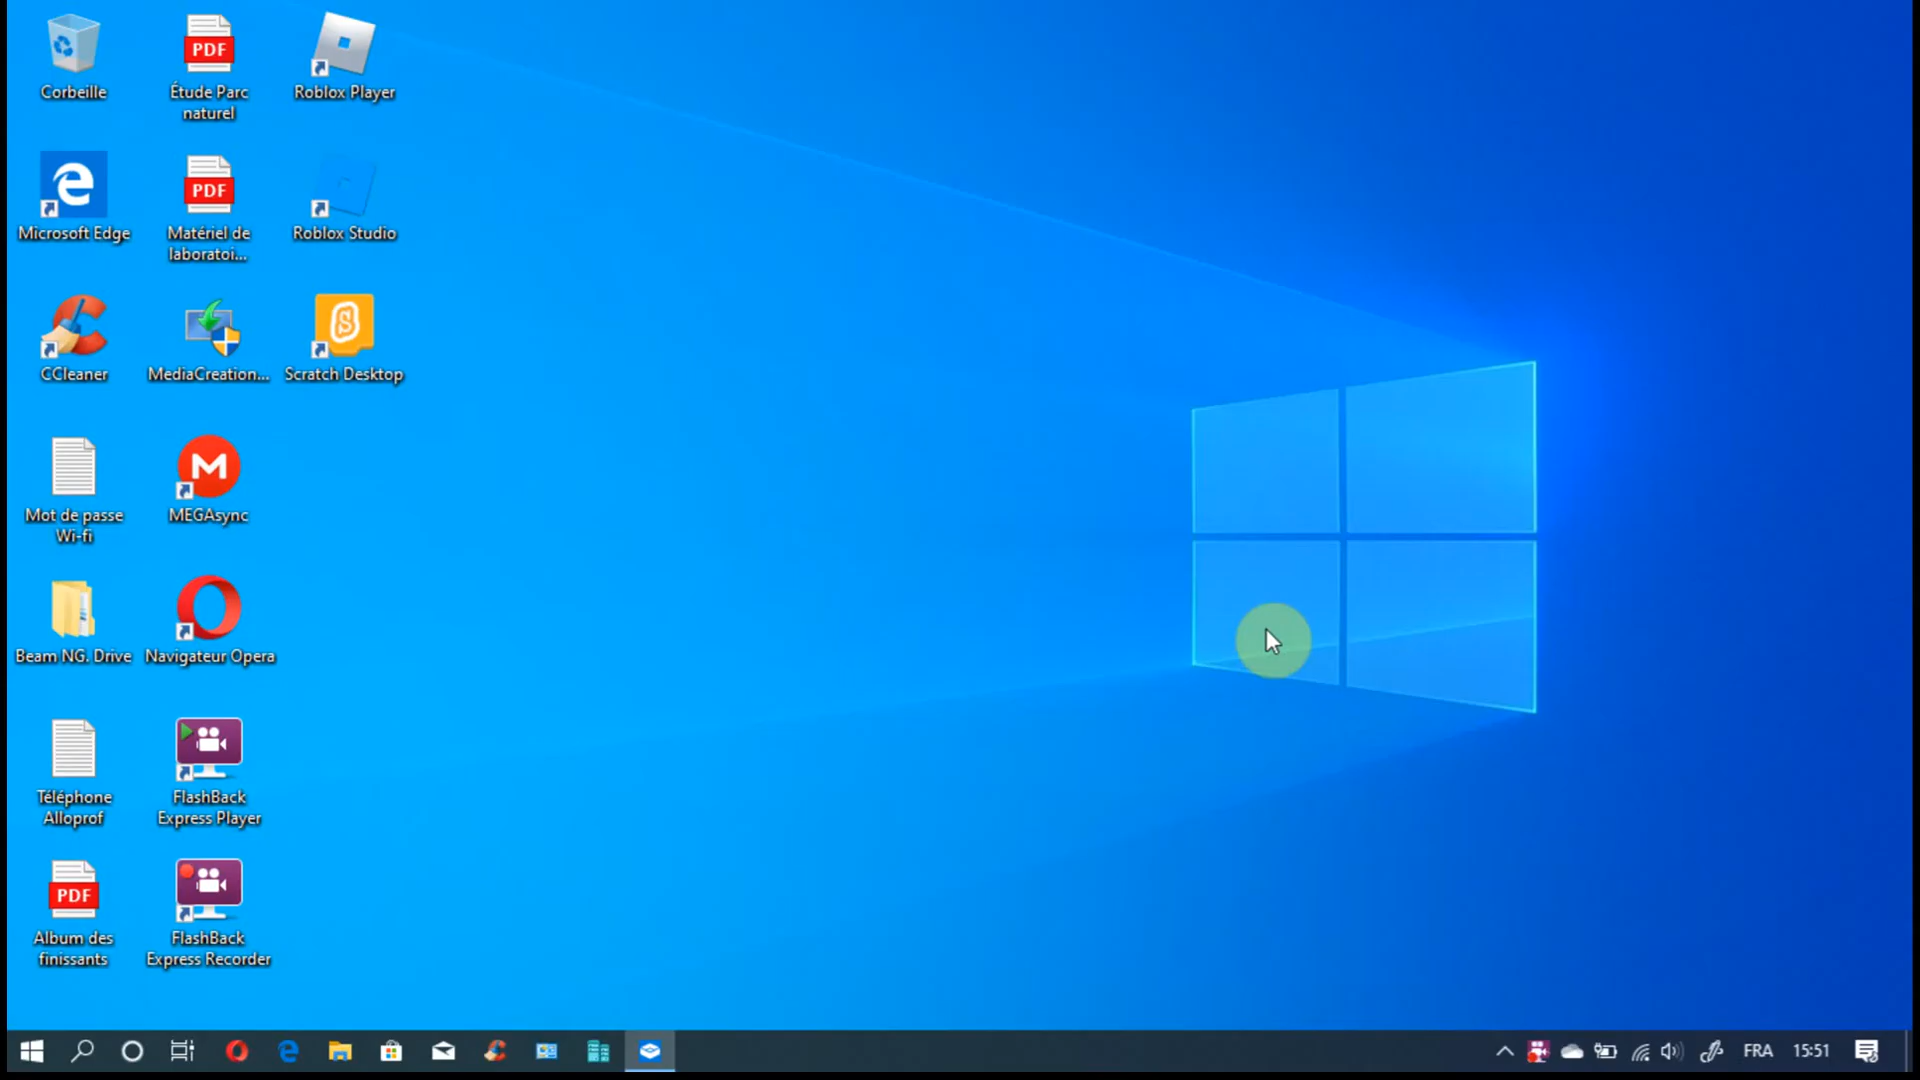 Corbeille
PDF
Étude Parc
naturel
Roblox Player
Microsoft Edge
PDF
Matériel de
laboratoi...
Roblox Studio
CCleaner
MediaCreation...
Scratch Desktop
Mot de passe
Wi-fi
MEGAsync
Beam NG. Drive
Navigateur Opera
Téléphone
Alloprof
FlashBack
Express Player
PDF
Album des
finissants
FlashBack
Express Recorder
FRA
15:51